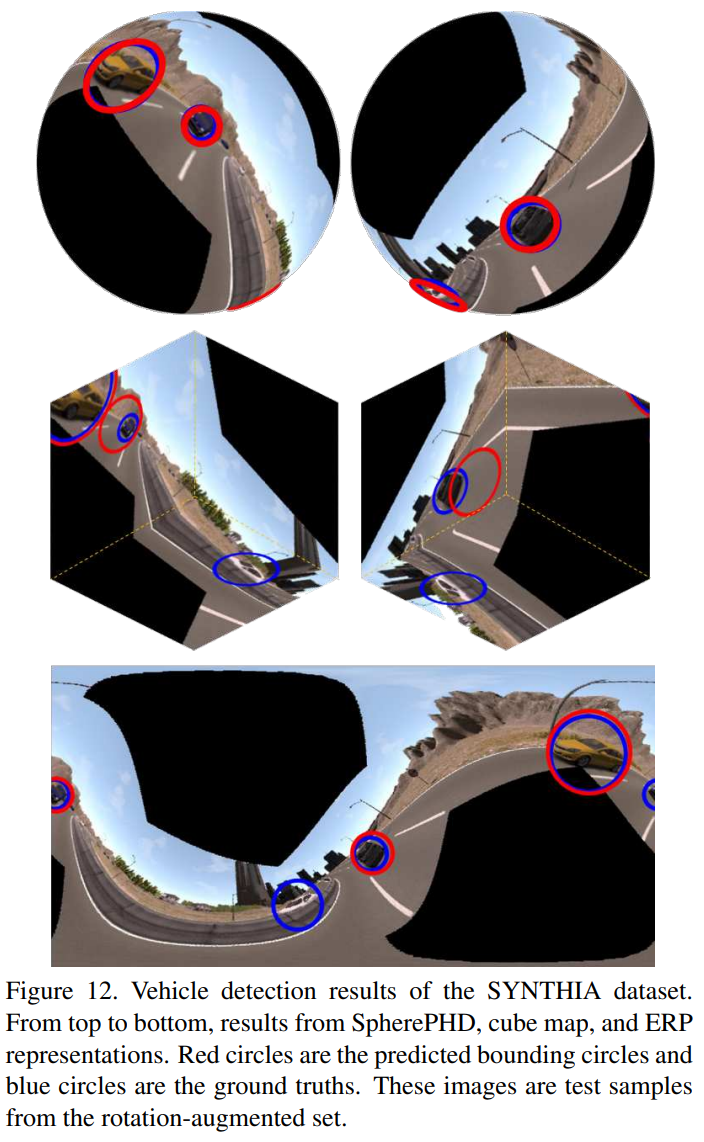 Figure 12. Vehicle detection results of the SYNTHIA dataset.
From top to bottom, results from SpherePHD, cube map, and ERP
representations. Red circles are the predicted bounding circles and
blue circles are the ground truths. These images are test samples
from the rotation-augmented set.